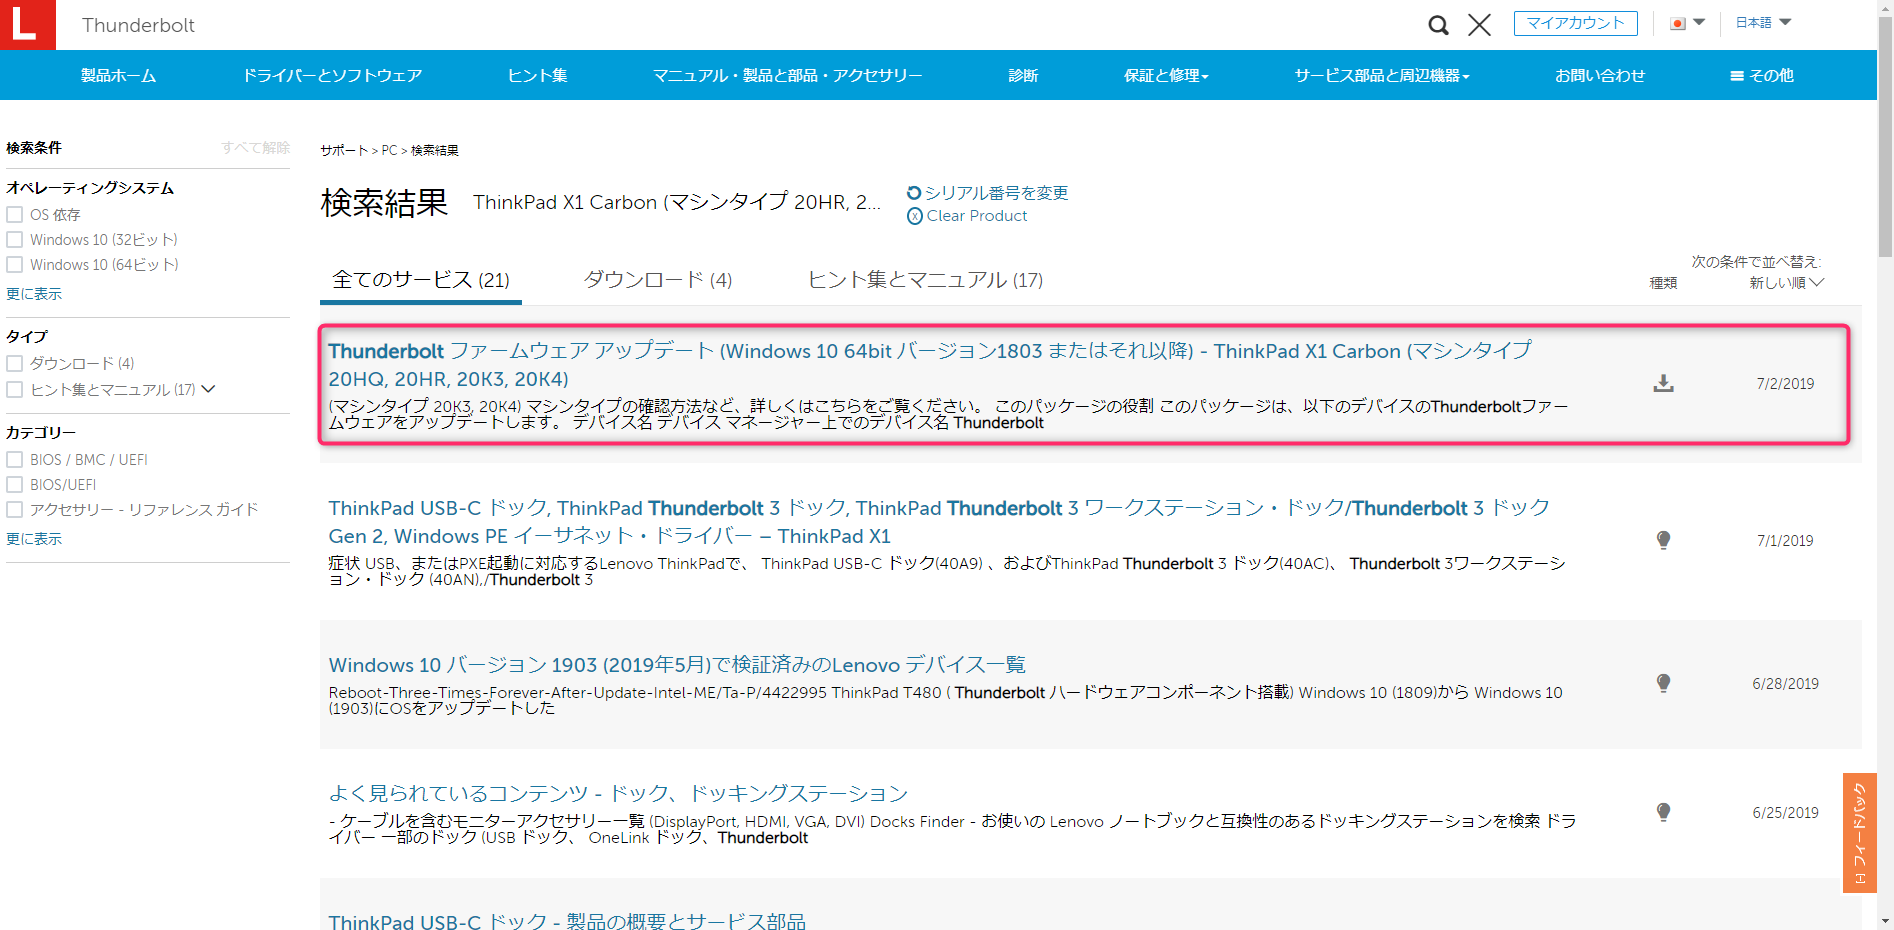 L
Thunderbolt
マイアカウント
日本語
製品ホーム
ドライバーとソフトウェア
ヒント集
マニュアル・製品と部品・アクセサリー
診断
保証と修理
サービス部品と周辺機器
お問い合わせ
その他
検索条件
すべて解除
オペレーティングシステム
OS 依存
Windows 10 (32ビット)
Windows 10 (64ビット)
更に表示
タイプ
ダウンロード (4)
ヒント集とマニュアル (17)
カテゴリー
BIOS / BMC / UEFI
BIOS/UEFI
アクセサリー - リファレンス ガイド
更に表示
サポート > PC > 検索結果
検索結果
ThinkPad X1 Carbon (マシンタイプ 20HR, 2...
シリアル番号を変更
Clear Product
全てのサービス (21)
ダウンロード (4)
ヒント集とマニュアル (17)
種類
次の条件で並べ替え:
新しい順
Thunderbolt ファームウェア アップデート (Windows 10 64bit バージョン1803 またはそれ以降) - ThinkPad X1 Carbon (マシンタイプ
20HQ, 20HR, 20K3, 20K4)
(マシンタイプ 20K3, 20K4) マシンタイプの確認方法など、詳しくはこちらをご覧ください。 このパッケージの役割 このパッケージは、以下のデバイスのThunderboltファー
ムウェアをアップデートします。 デバイス名 デバイス マネージャー上でのデバイス名 Thunderbolt
7/2/2019
ThinkPad USB-C ドック, ThinkPad Thunderbolt 3 ドック, ThinkPad Thunderbolt 3 ワークステーション・ドック/Thunderbolt 3 ドック
Gen 2, Windows PE イーサネット・ドライバー – ThinkPad X1
症状 USB、またはPXE起動に対応するLenovo ThinkPadで、 ThinkPad USB-C ドック(40A9) 、およびThinkPad Thunderbolt 3 ドック(40AC)、 Thunderbolt 3ワークステーシ
ョン・ドック (40AN),/Thunderbolt 3
7/1/2019
Windows 10 バージョン 1903 (2019年5月)で検証済みのLenovo デバイス一覧
Reboot-Three-Times-Forever-After-Update-Intel-ME/Ta-P/4422995 ThinkPad T480 ( Thunderbolt ハードウェアコンポーネント搭載) Windows 10 (1809)から Windows 10
(1903)にOSをアップデートした
6/28/2019
よく見られているコンテンツ - ドック、ドッキングステーション
- ケーブルを含むモニターアクセサリー一覧 (DisplayPort, HDMI, VGA, DVI) Docks Finder - お使いの Lenovo ノートブックと互換性のあるドッキングステーションを検索 ドラ
イバー 一部のドック (USB ドック、 OneLink ドック、Thunderbolt
6/25/2019
[-] フィードバック
ThinkPad USB-C ドック - 製品の概要とサービス部品